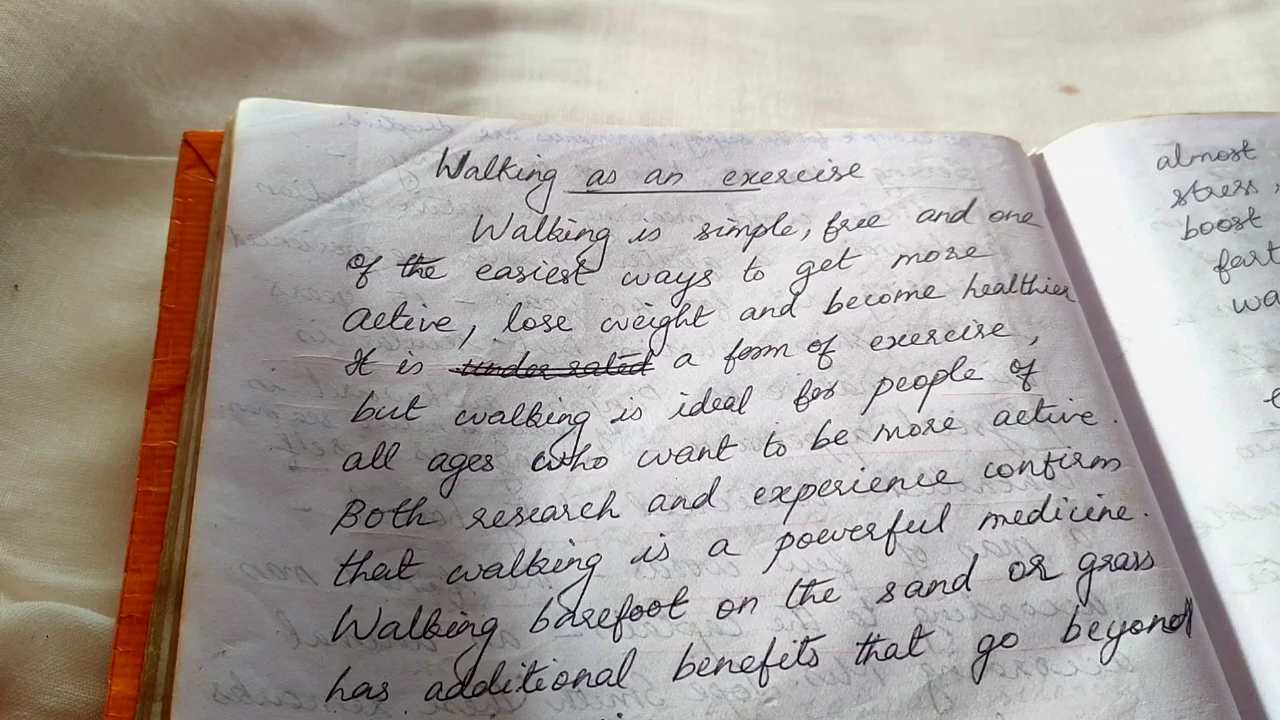 Walking as an exercise
Walking is simple, free and one
of the easiest ways to get more
active, lose weight and become healthier
It is under rated a form of exercise,
but walking is ideal for people of
all ages who want to be more active.
Both research and experience confirm
that walking is a powerful medicine.
Walking barefoot on the sand or grass
has additional benefits that go beyond
almost
stress
boost
fast
wa